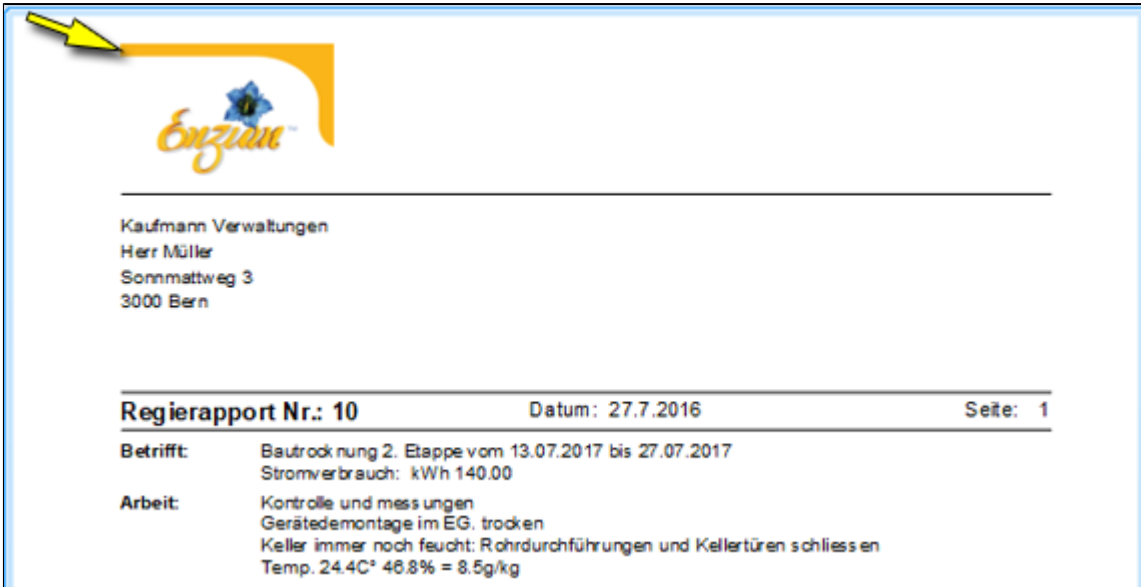 Enzian™
Kaufmann Verwaltungen
Herr Müller
Sonnmattweg 3
3000 Bern
Regierapport Nr.: 10 Datum: 27.7.2016 Seite: 1
Betrifft: Bautrocknung 2. Etappe vom 13.07.2017 bis 27.07.2017
Stromverbrauch: kWh 140.00
Arbeit: Kontrolle und messungen
Gerätedemontage im EG. trocken
Keller immer noch feucht: Rohrdurchführungen und Kellertüren schliessen
Temp. 24.4C° 46.8% = 8.5g/kg